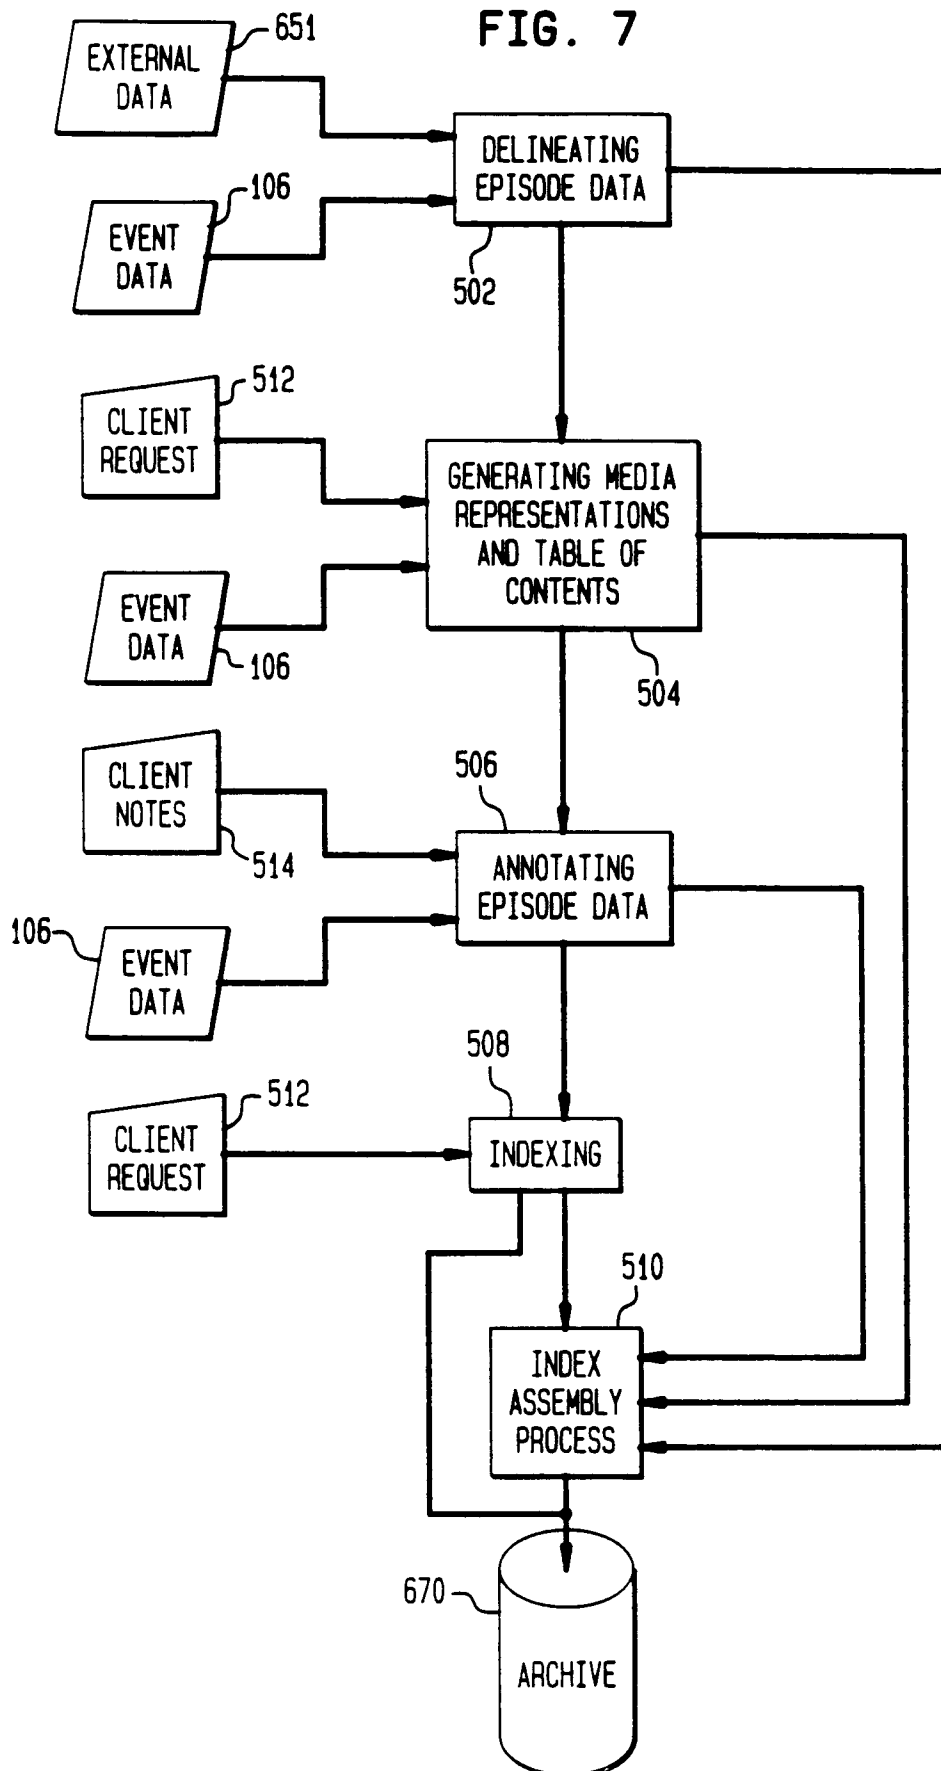 FIG. 7
651
EXTERNAL
DATA
DELINEATING
EPISODE DATA
106
EVENT
DATA
502
512
CLIENT
REQUEST
GENERATING MEDIA
REPRESENTATIONS
AND TABLE OF
CONTENTS
EVENT
DATA
106
504
CLIENT
NOTES
514
506
ANNOTATING
EPISODE DATA
106
EVENT
DATA
508
512
CLIENT
REQUEST
INDEXING
510
INDEX
ASSEMBLY
PROCESS
670
ARCHIVE